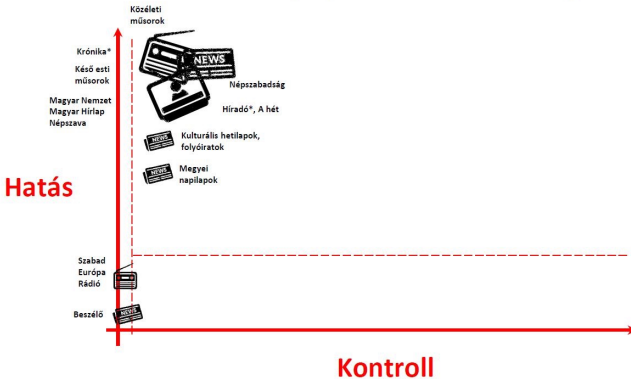 Közéleti
műsorok
Krónika*
NEWS
Késő esti
műsorok
Népszabadság
Magyar Nemzet
Magyar Hírlap
Népszava
Híradó*, A hét
NEWS
Kulturális hetilapok,
folyóiratok
NEWS
Megyei
napilapok
Hatás
Szabad
Európa
Rádió
Beszélő
NEWS
Kontroll